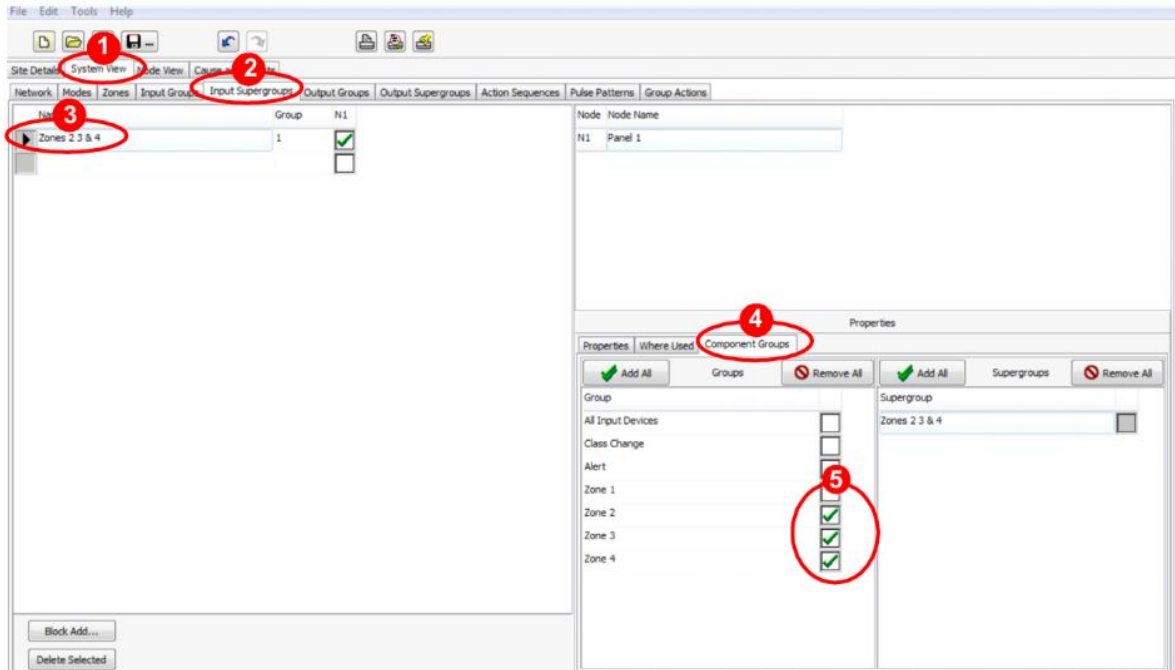 File Edit Tools Help
1
Site Details System View Node View Cause
2
Network Modes Zones Input Groups Input Supergroups Output Groups Output Supergroups Action Sequences Pulse Patterns Group Actions
3
Group N1
Zones 2 3 & 4 1
Node Node Name
N1 Panel 1
4
Properties
Properties Where Used Component Groups
Add All Groups Remove All Add All Supergroups Remove All
Group Supergroup
All Input Devices Zones 2 3 & 4
Class Change
Alert
5
Zone 1
Zone 2
Zone 3
Zone 4
Block Add...
Delete Selected